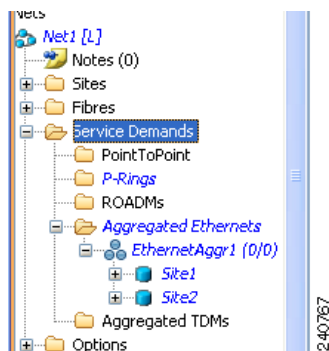 Nets
Net1 [L]
Notes (0)
Sites
Fibres
Service Demands
PointToPoint
P-Rings
ROADMs
Aggregated Ethernets
EthernetAggr1 (0/0)
Site1
Site2
Aggregated TDMs
Options
240767